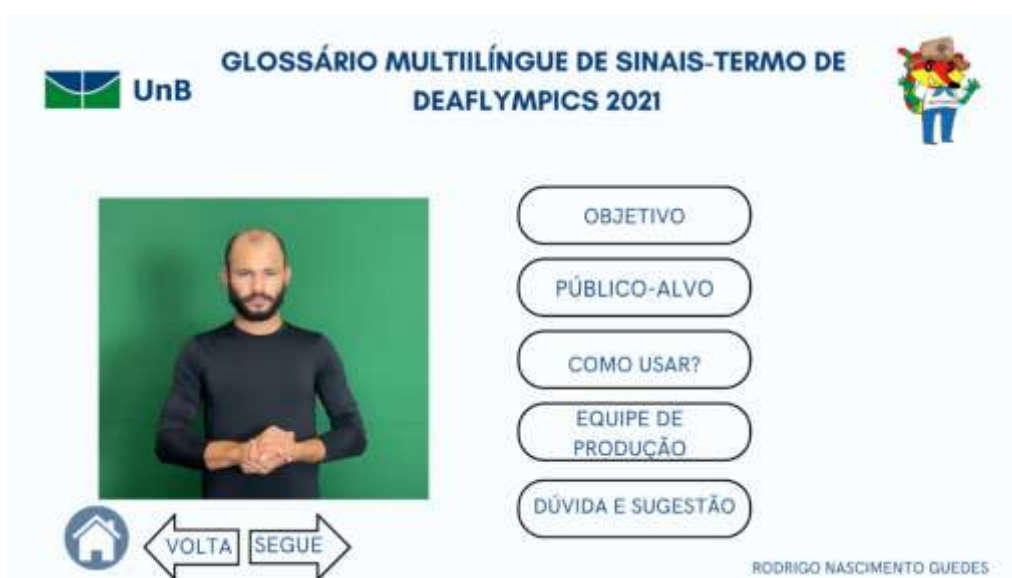 GLOSSÁRIO MULTIILÍNGUE DE SINAIS-TERMO DE
DEAFLYMPICS 2021
UnB
OBJETIVO
PÚBLICO-ALVO
COMO USAR?
EQUIPE DE
PRODUÇÃO
DÚVIDA E SUGESTÃO
VOLTA
SEGUE
RODRIGO NASCIMENTO GUEDES